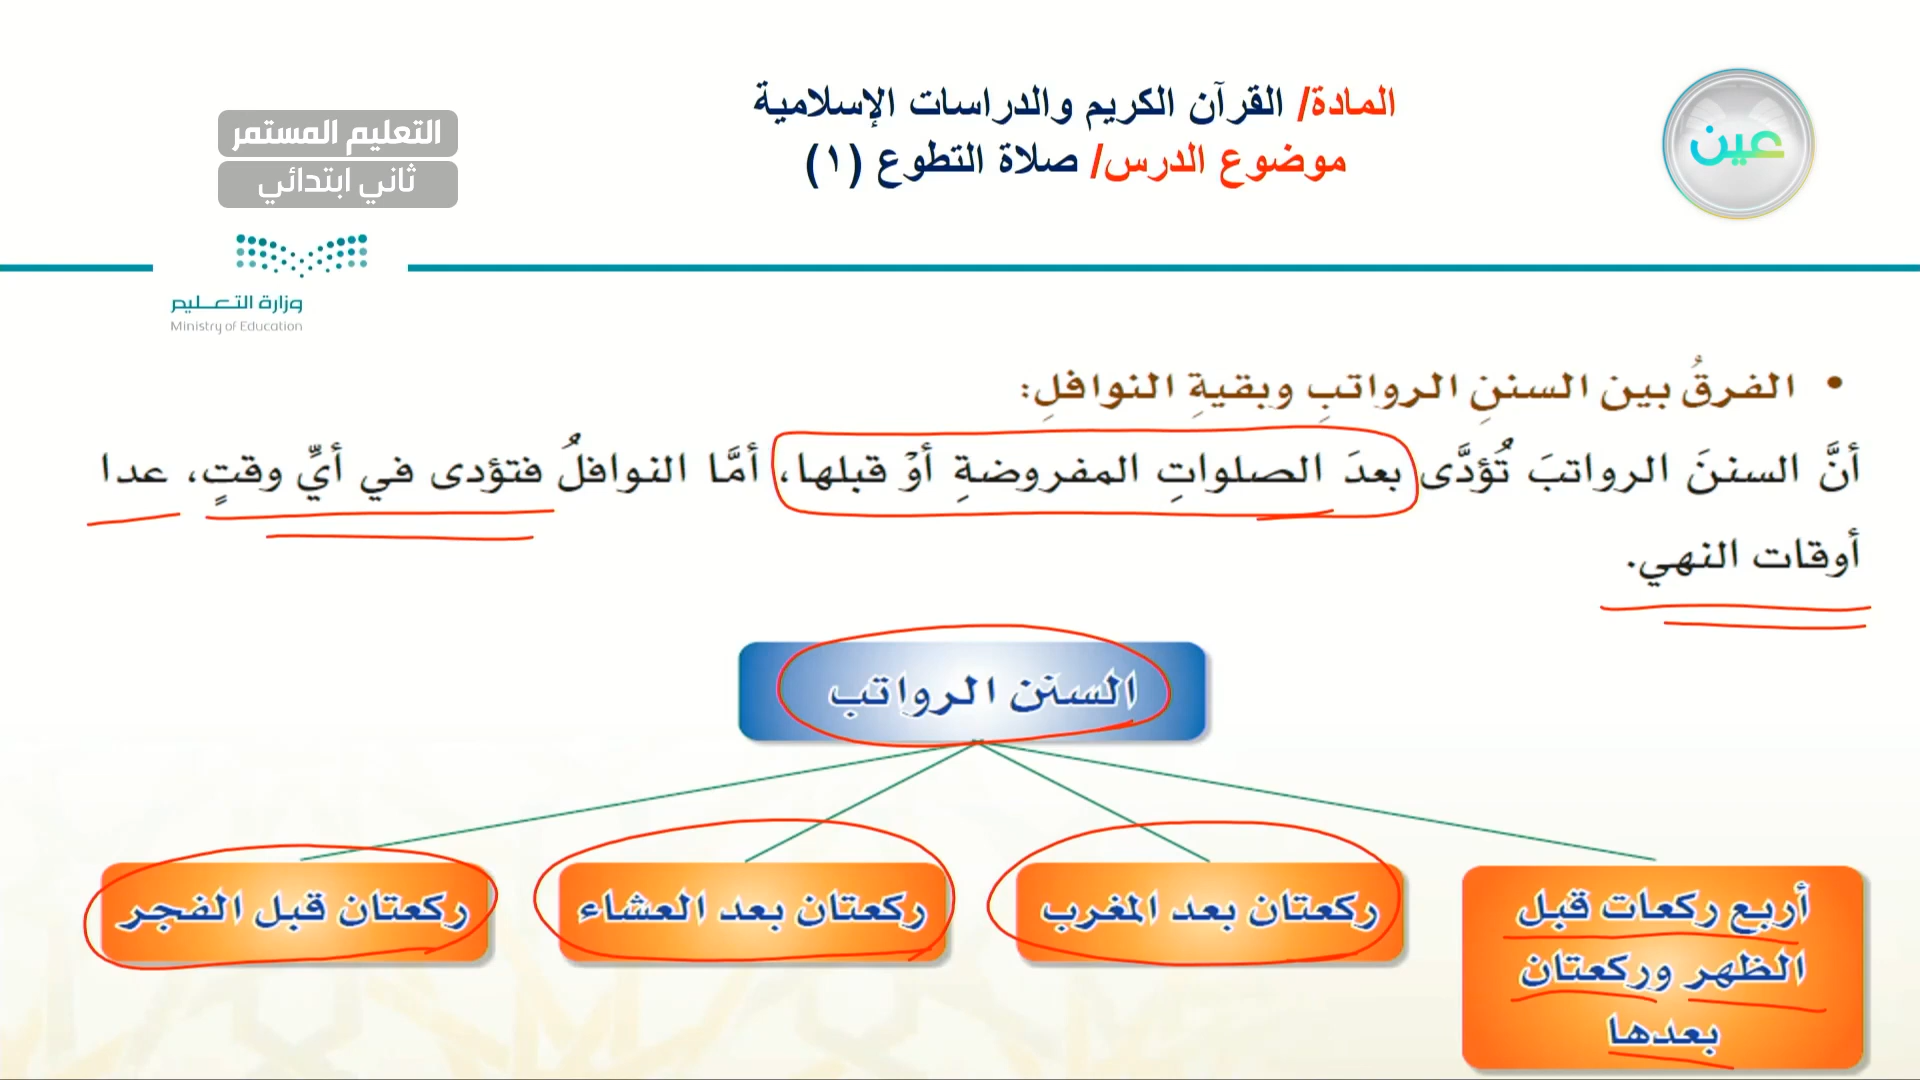 المادة/ القرآن الكريم والدراسات الإسلامية
موضوع الدرس/ صلاة التطوع (١)
عين
التعليم المستمر
ثاني ابتدائي
وزارة التعـــليم
Ministry of Education
• الفرقُ بين السننِ الرواتبِ وبقيةِ النوافلِ:
أنَّ السننَ الرواتبَ تُؤدَّى بعدَ الصلواتِ المفروضةِ أوْ قبلها، أمَّا النوافلُ فتؤدى في أيِّ وقتٍ، عدا
أوقات النهي.
السنن الرواتب
أربع ركعات قبل
الظهر وركعتان
بعدها
ركعتان بعد المغرب
ركعتان بعد العشاء
ركعتان قبل الفجر